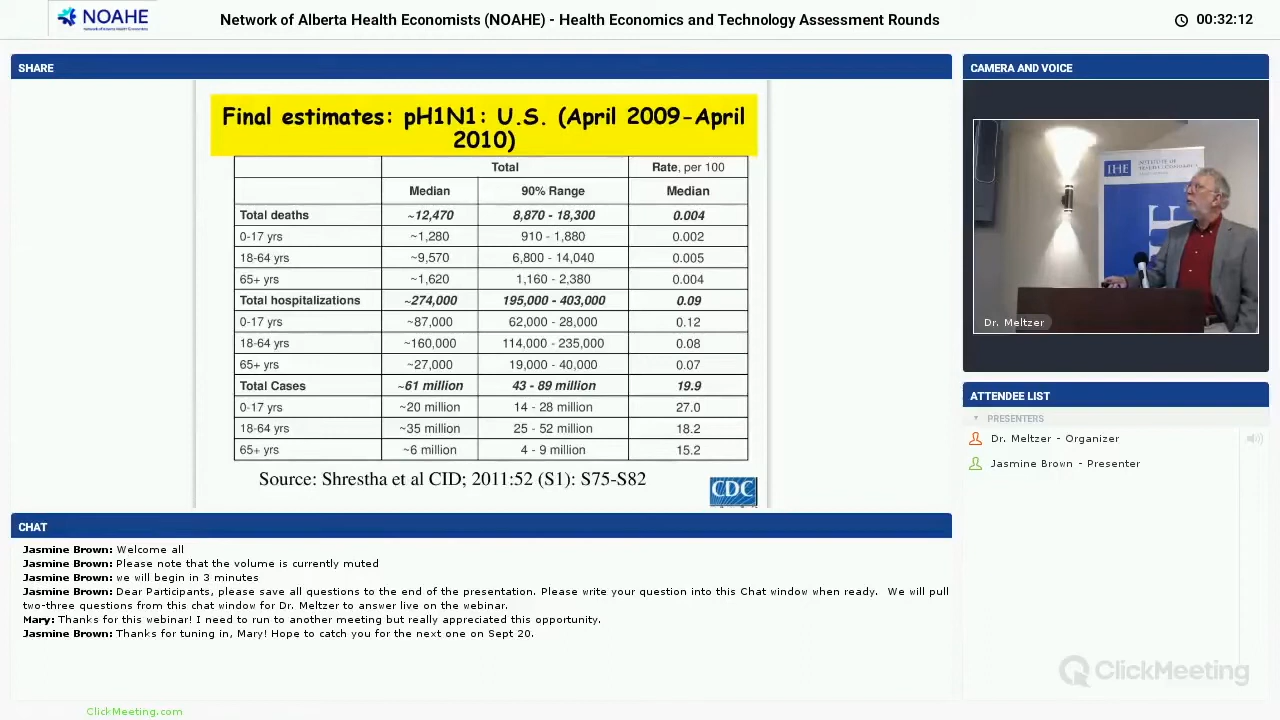 NOAHE
Network of Alberta Health Economists (NOAHE) - Health Economics and Technology Assessment Rounds
00:32:12
SHARE
Final estimates: pH1N1: U.S. (April 2009-April
2010)
Total Rate, per 100
Median 90% Range Median
Total deaths ~12,470 8,870 - 18,300 0.004
0-17 yrs ~1,280 910 - 1,880 0.002
18-64 yrs ~9,570 6,800 - 14,040 0.005
65+ yrs ~1,620 1,160 - 2,380 0.004
Total hospitalizations ~274,000 195,000 - 403,000 0.09
0-17 yrs ~87,000 62,000 - 28,000 0.12
18-64 yrs ~160,000 114,000 - 235,000 0.08
65+ yrs ~27,000 19,000 - 40,000 0.07
Total Cases ~61 million 43 - 89 million 19.9
0-17 yrs ~20 million 14 - 28 million 27.0
18-64 yrs ~35 million 25 - 52 million 18.2
65+ yrs ~6 million 4 - 9 million 15.2
Source: Shrestha et al CID; 2011:52 (S1): S75-S82
CDC
CAMERA AND VOICE
IHE
INSTITUTE OF
Dr. Meltzer
ATTENDEE LIST
PRESENTERS
Dr. Meltzer - Organizer
Jasmine Brown - Presenter
CHAT
Jasmine Brown: Welcome all
Jasmine Brown: Please note that the volume is currently muted
Jasmine Brown: we will begin in 3 minutes
Jasmine Brown: Dear Participants, please save all questions to the end of the presentation. Please write your question into this Chat window when ready. We will pull
two-three questions from this chat window for Dr. Meltzer to answer live on the webinar.
Mary: Thanks for this webinar! I need to run to another meeting but really appreciated this opportunity.
Jasmine Brown: Thanks for tuning in, Mary! Hope to catch you for the next one on Sept 20.
ClickMeeting
ClickMeeting.com